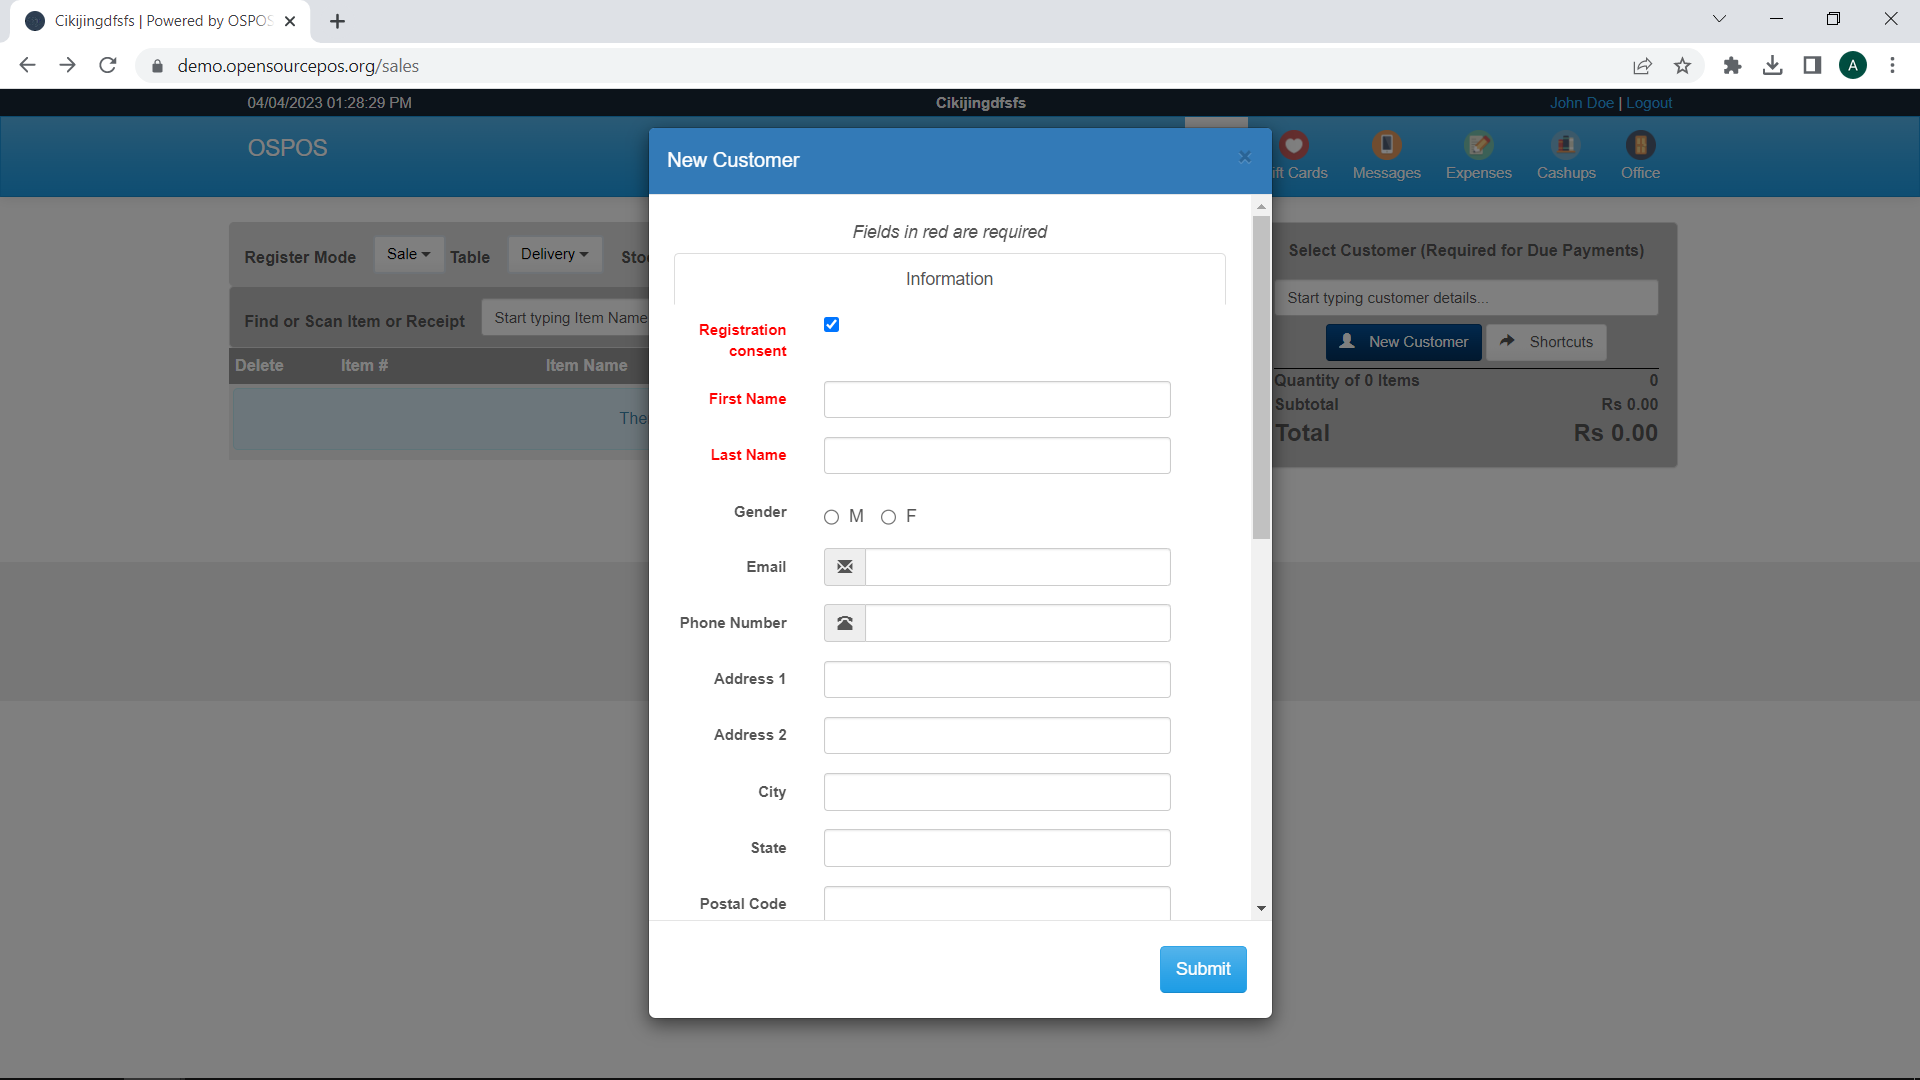 Cikijingdfsfs | Powered by OSPOS
demo.opensourcepos.org/sales
A
04/04/2023 01:28:29 PM
Cikijingdfsfs
John Doe | Logout
OSPOS
ift Cards
Messages
Expenses
Cashups
Office
New Customer
×
Fields in red are required
Information
Registration
consent
First Name
Last Name
Gender
M
F
Email
Phone Number
Address 1
Address 2
City
State
Postal Code
Submit
Register Mode
Sale
Table
Delivery
Sto
Find or Scan Item or Receipt
Start typing Item Name
Delete
Item #
Item Name
The
Select Customer (Required for Due Payments)
Start typing customer details...
New Customer
Shortcuts
Quantity of 0 Items
0
Subtotal
Rs 0.00
Total
Rs 0.00